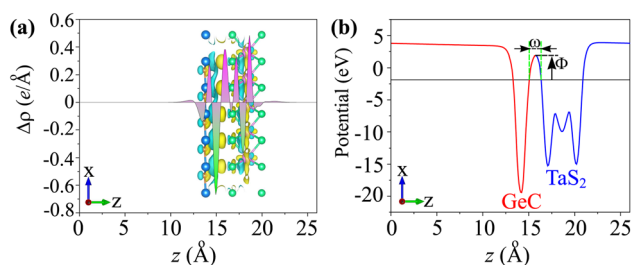 (a)
Δρ (e/Å)
0.6
0.4
0.2
0
-0.2
-0.4
-0.6
-0.8
x
z
0 5 10 15 20 25
z (Å)
(b)
Potential (eV)
5
0
-5
-10
-15
-20
ω
Φ
GeC
TaS₂
x
z
0 5 10 15 20 25
z (Å)